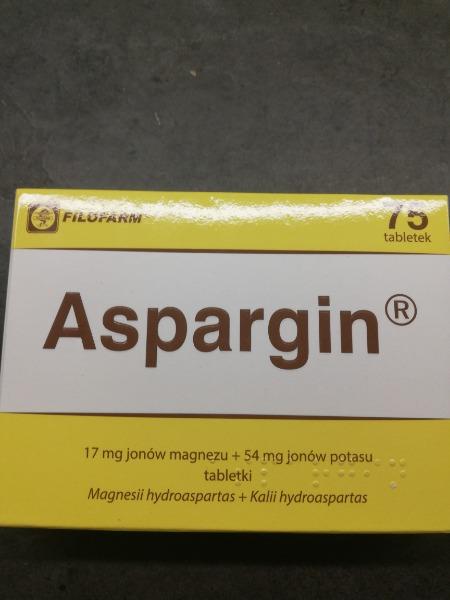 FILOFARM
75
tabletek
Aspargin®
17 mg jonów magnezu + 54 mg jonów potasu
tabletki
Magnesii hydroaspartas + Kalii hydroaspartas